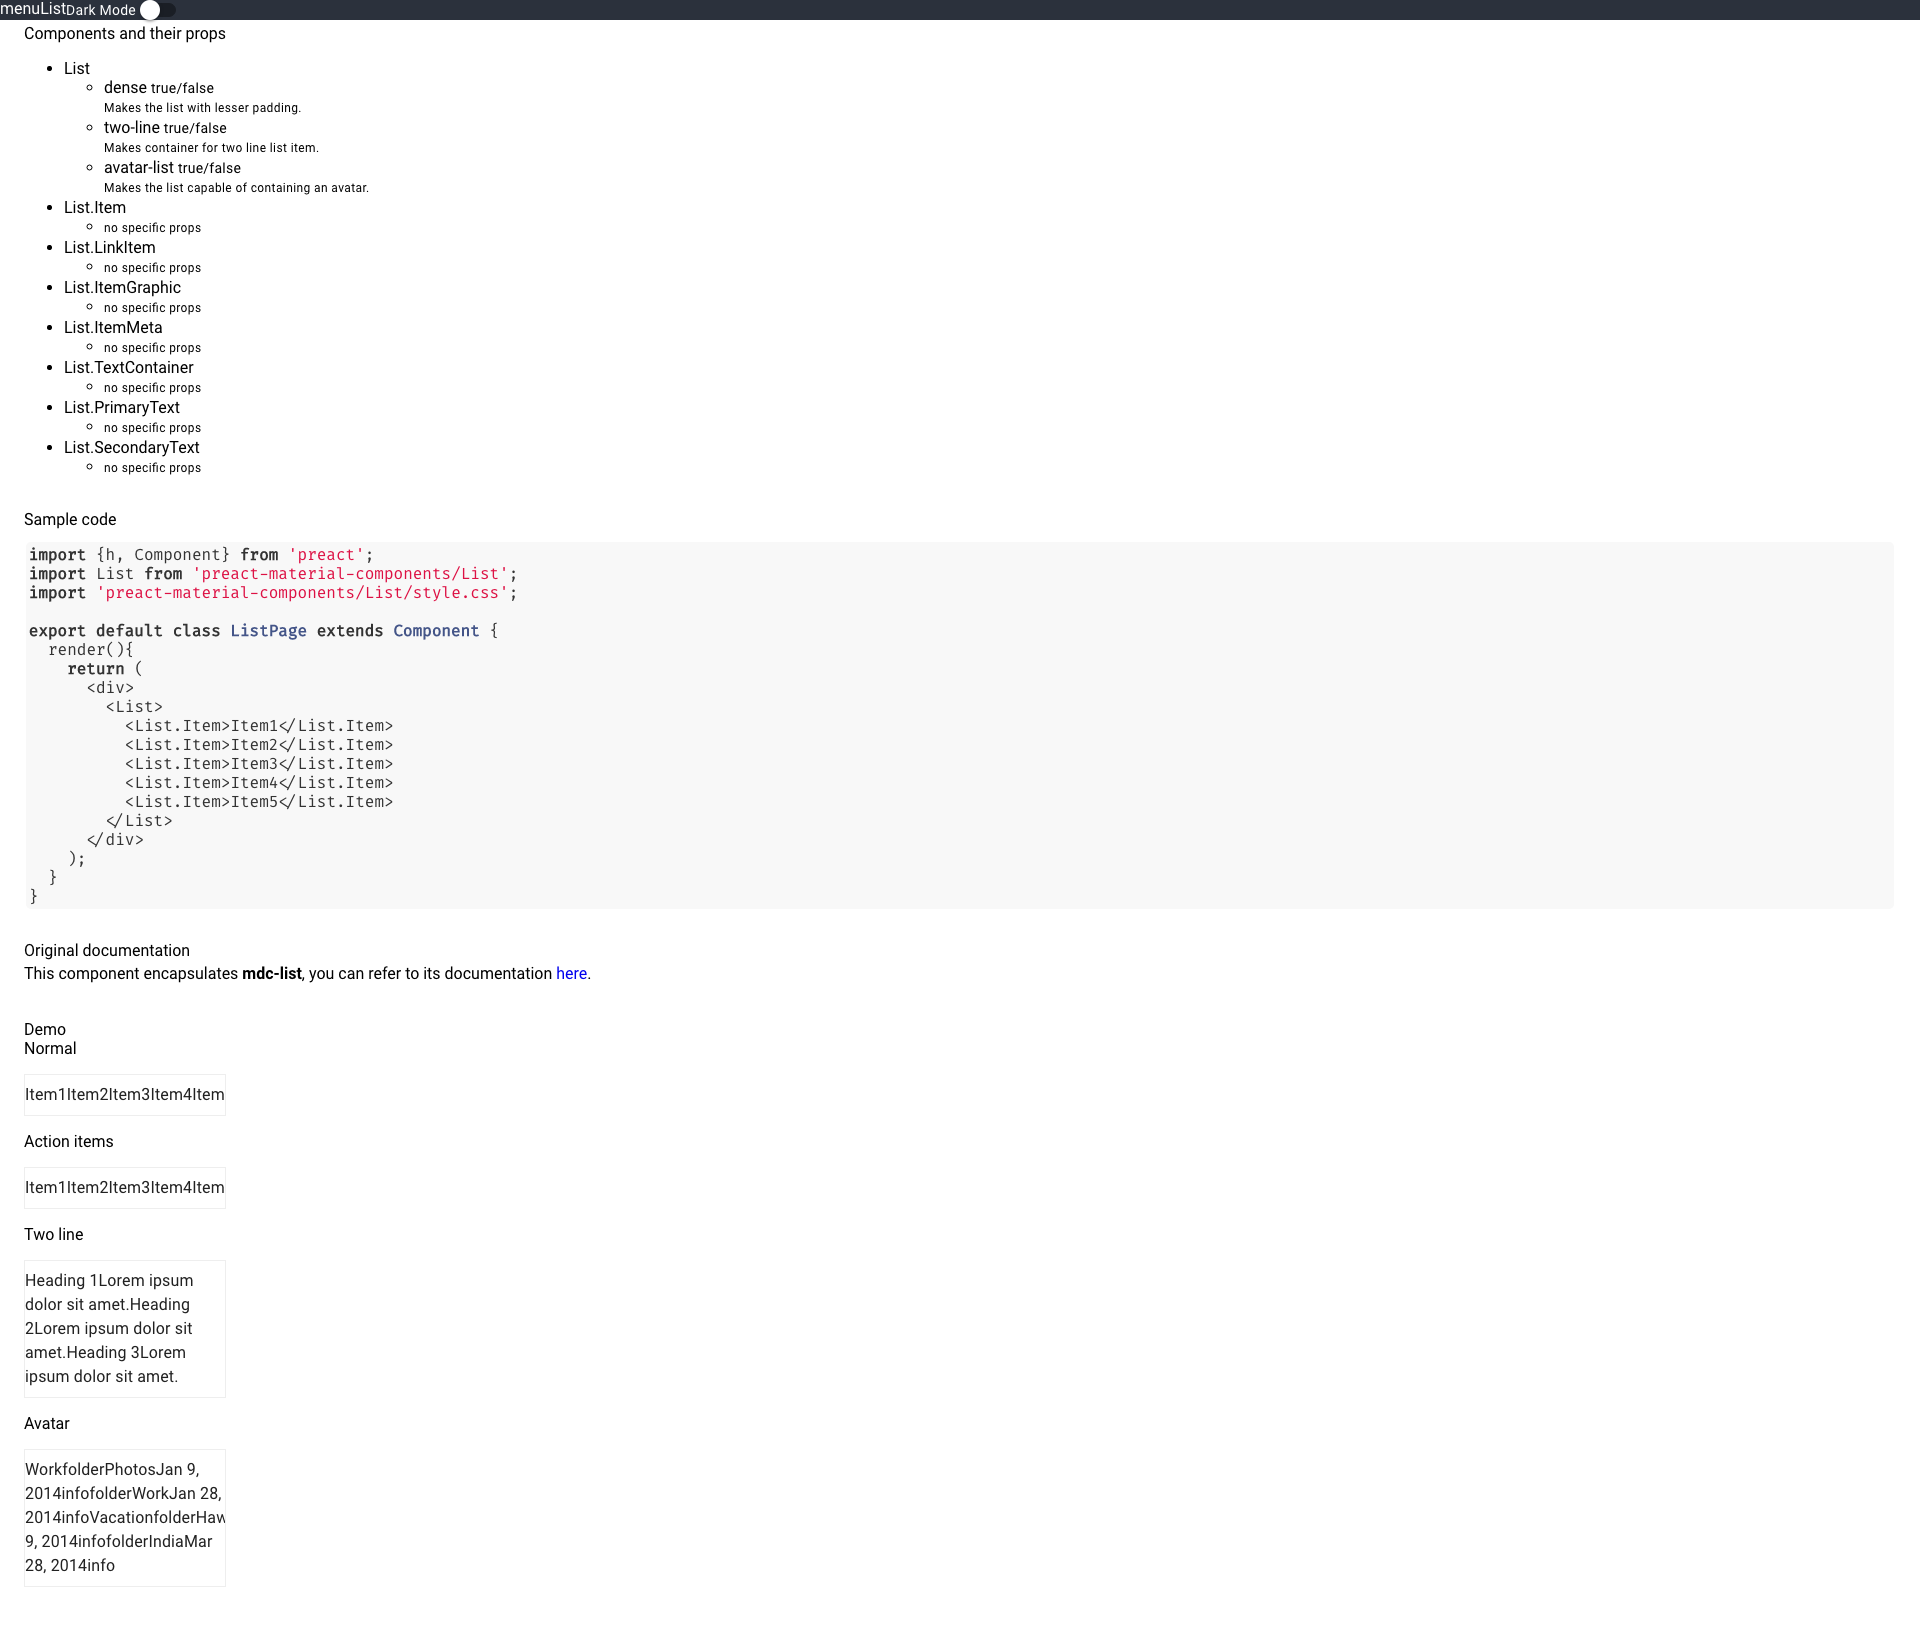 menuListDark Mode
Components and their props
List
dense true/false
Makes the list with lesser padding.
two-line true/false
Makes container for two line list item.
avatar-list true/false
Makes the list capable of containing an avatar.
List.Item
no specific props
List.LinkItem
no specific props
List.ItemGraphic
no specific props
List.ItemMeta
no specific props
List.TextContainer
no specific props
List.PrimaryText
no specific props
List.SecondaryText
no specific props
Sample code
import {h, Component} from 'preact';
import List from 'preact-material-components/List';
import 'preact-material-components/List/style.css';
export default class ListPage extends Component {
  render(){
    return (
      <div>
        <List>
          <List.Item>Item1</List.Item>
          <List.Item>Item2</List.Item>
          <List.Item>Item3</List.Item>
          <List.Item>Item4</List.Item>
          <List.Item>Item5</List.Item>
        </List>
      </div>
    );
  }
}
Original documentation
This component encapsulates mdc-list, you can refer to its documentation here.
Demo
Normal
Item1Item2Item3Item4Item
Action items
Item1Item2Item3Item4Item
Two line
Heading 1Lorem ipsum
dolor sit amet.Heading
2Lorem ipsum dolor sit
amet.Heading 3Lorem
ipsum dolor sit amet.
Avatar
WorkfolderPhotosJan 9,
2014infofolderWorkJan 28,
2014infoVacationfolderHaw
9, 2014infofolderIndiaMar
28, 2014info